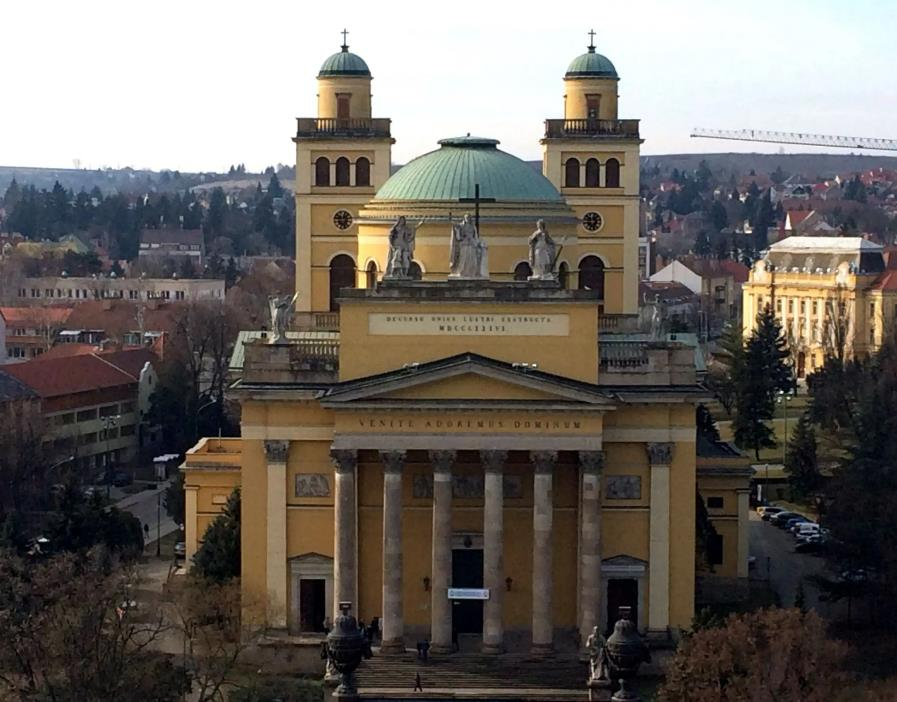 DECURSU UNIUS LUSTRI EXSTRUCTA
MDCCCXXXVI.
VENITE ADOREMUS DOMINUM